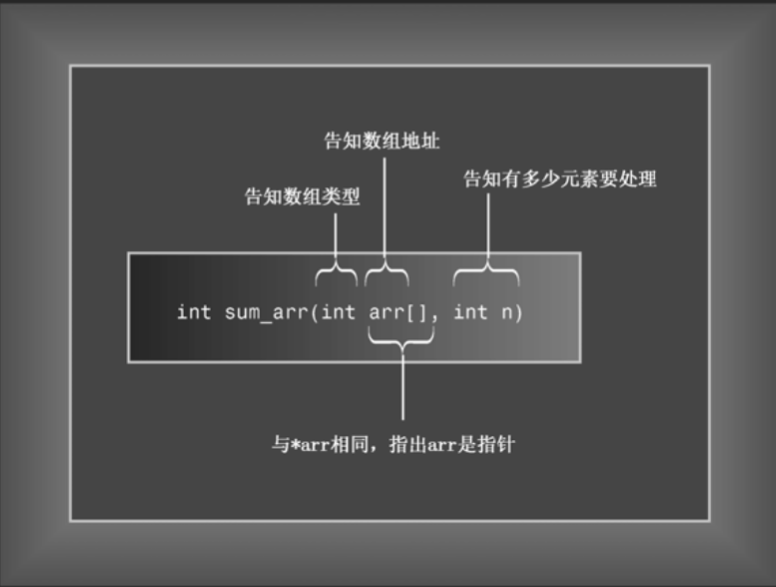 告知数组地址
告知有多少元素要处理
告知数组类型
int sum_arr(int arr[], int n)
与*arr相同，指出arr是指针